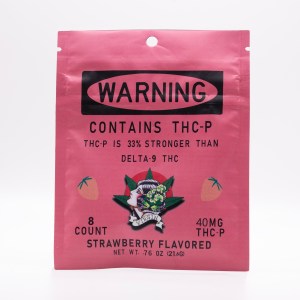 WARNING
CONTAINS THC-P
THC-P IS 33% STRONGER THAN
DELTA-9 THC
8 COUNT
40MG THC-P
STRAWBERRY FLAVORED
NET WT. .76 OZ (21.6G)